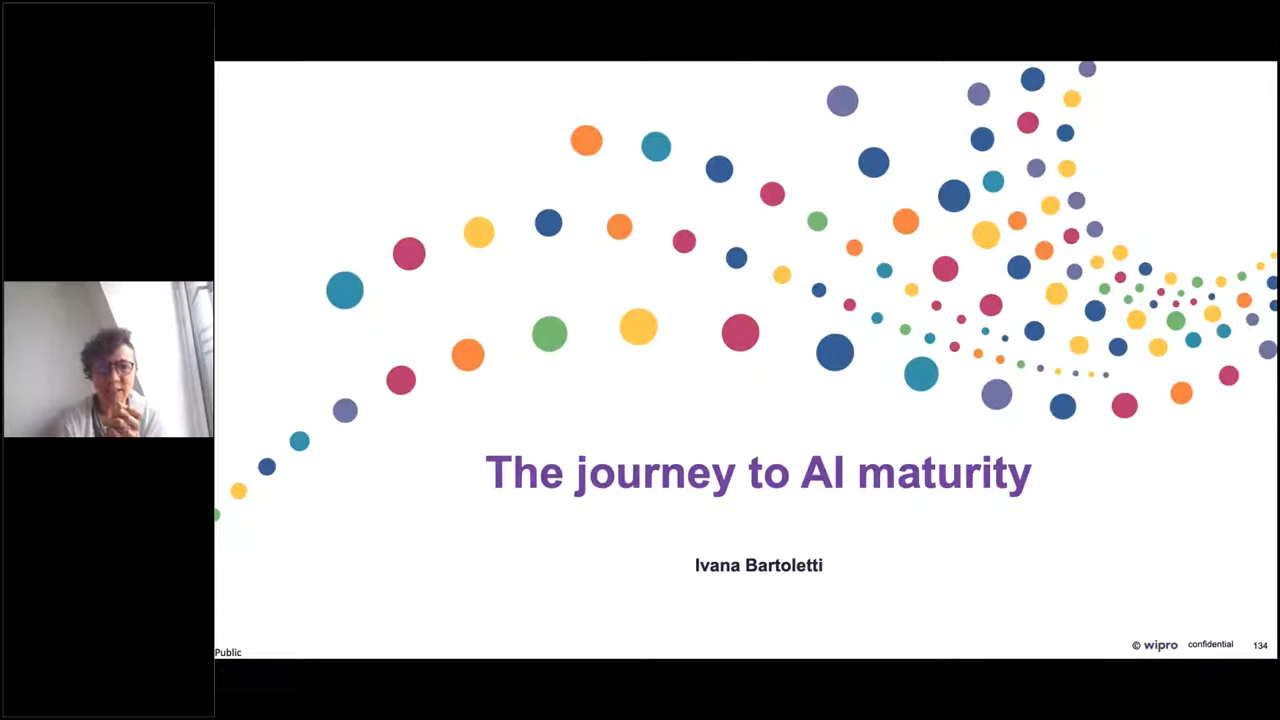 The journey to AI maturity
Ivana Bartoletti
Public
© wipro confidential 134